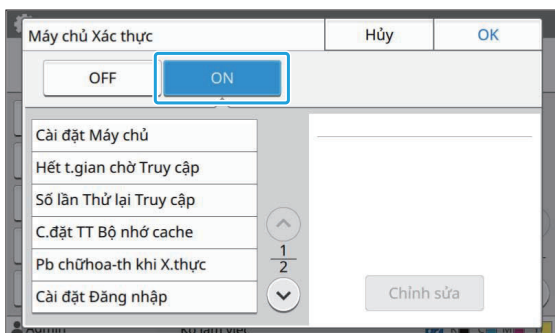 Máy chủ Xác thực
Hủy
OK
OFF
ON
Cài đặt Máy chủ
Hết t.gian chờ Truy cập
Số lần Thử lại Truy cập
C.đặt TT Bộ nhớ cache
Pb chữhoa-th khi X.thực
Cài đặt Đăng nhập
1
2
Chỉnh sửa
Admin